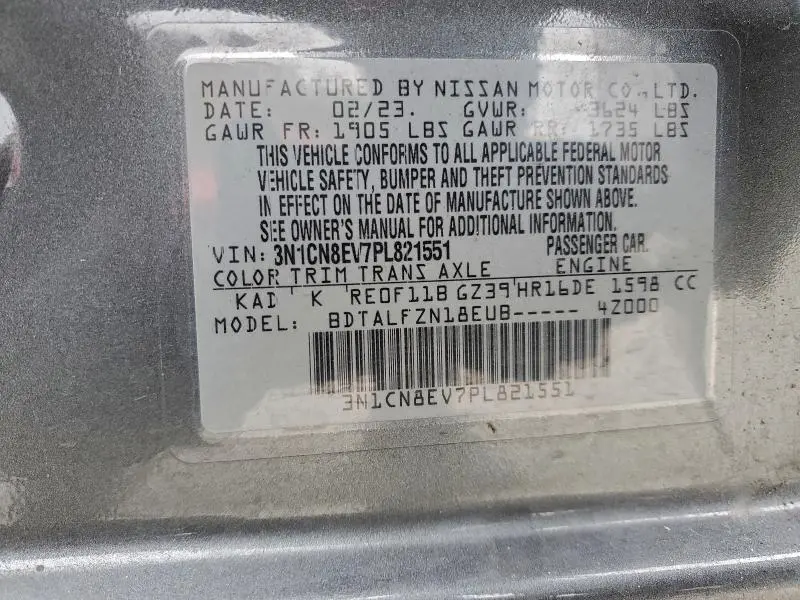 MANUFACTURED BY NISSAN MOTOR CO.,LTD.
DATE: 02/23. GVWR: 3624 LBS
GAWR FR: 1905 LBS GAWR RR: 1735 LBS
THIS VEHICLE CONFORMS TO ALL APPLICABLE FEDERAL MOTOR
VEHICLE SAFETY, BUMPER AND THEFT PREVENTION STANDARDS
IN EFFECT ON THE DATE OF MANUFACTURE SHOWN ABOVE.
SEE OWNER'S MANUAL FOR ADDITIONAL INFORMATION.
VIN: 3N1CN8EV7PL821551 PASSENGER CAR.
COLOR TRIM TRANS AXLE ENGINE
KAD K RE0F11B GZ39 HR16DE 1598 CC
MODEL: BDTALFZN18EUB----- 4Z000
3N1CN8EV7PL821551